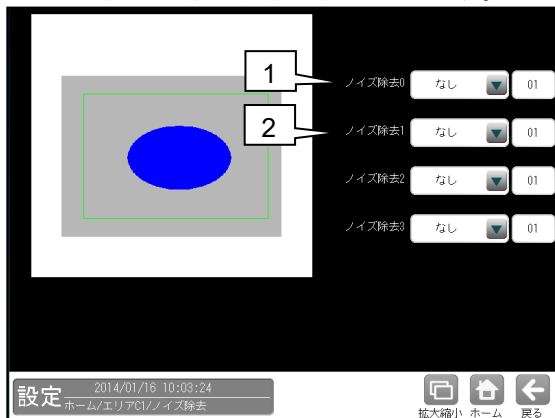 1
ノイズ除去0 なし 01
2
ノイズ除去1 なし 01
ノイズ除去2 なし 01
ノイズ除去3 なし 01
設定 2014/01/16 10:03:24
ホーム/エリアC1/ノイズ除去
拡大縮小 ホーム 戻る